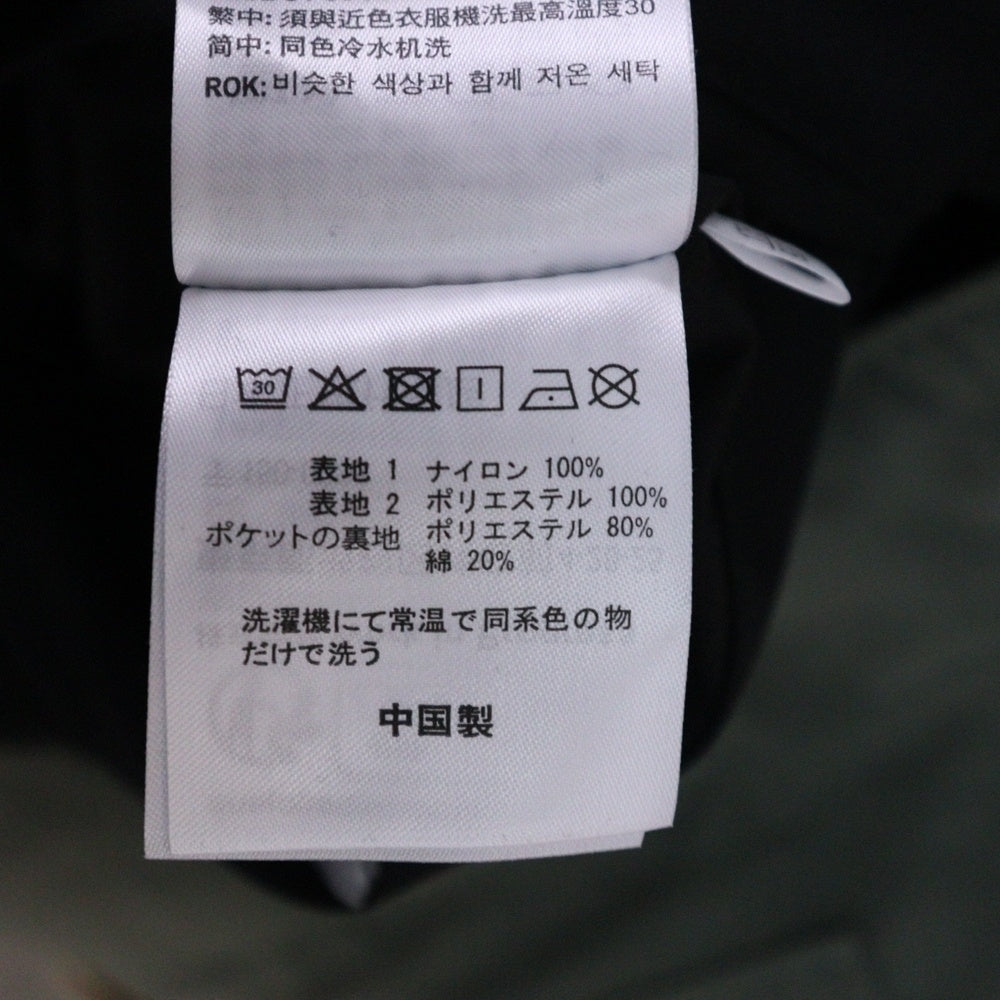 繁中: 須與近色衣服機洗最高溫度30
简中: 同色冷水机洗
ROK: 비슷한 색상과 함께 저온 세탁
30
表地 1 ナイロン 100%
表地 2 ポリエステル 100%
ポケットの裏地 ポリエステル 80%
綿 20%
洗濯機にて常温で同系色の物
だけで洗う
中国製